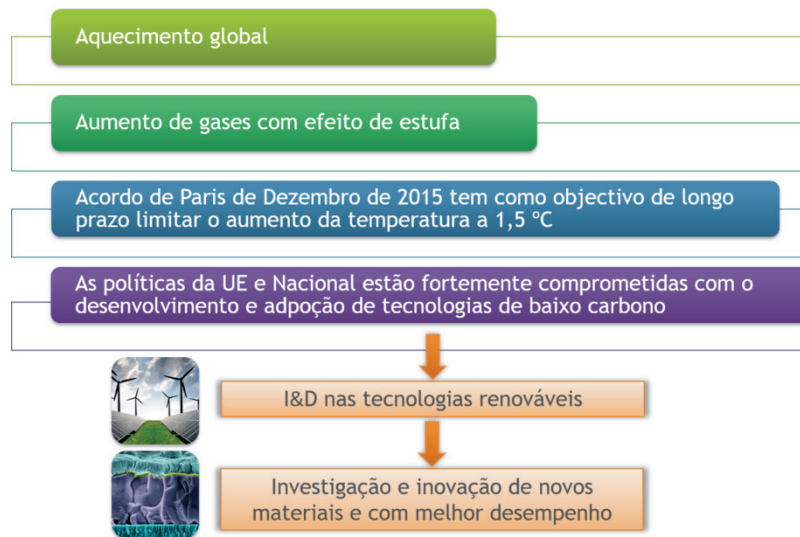 Aquecimento global
Aumento de gases com efeito de estufa
Acordo de Paris de Dezembro de 2015 tem como objectivo de longo
prazo limitar o aumento da temperatura a 1,5 ºC
As políticas da UE e Nacional estão fortemente comprometidas com o
desenvolvimento e adpoção de tecnologias de baixo carbono
I&D nas tecnologias renováveis
Investigação e inovação de novos
materiais e com melhor desempenho